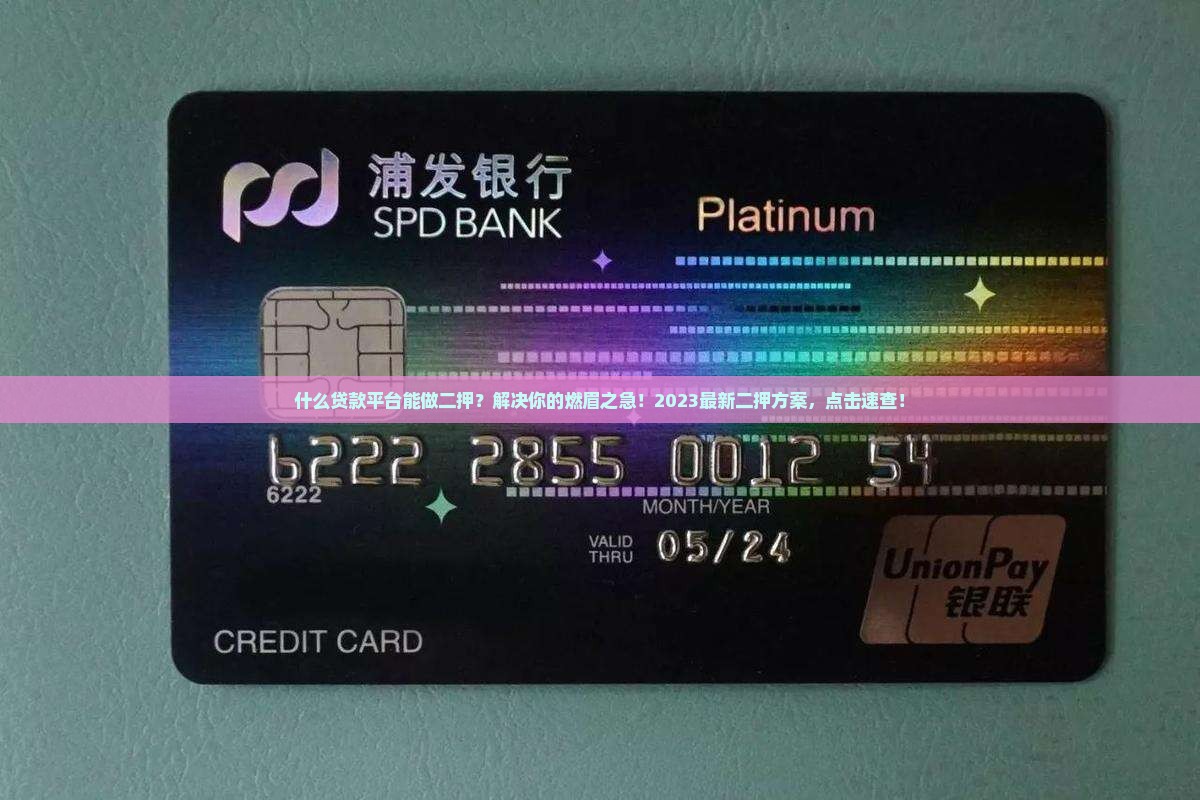 浦发银行
SPD BANK
Platinum
什么贷款平台能做二押？解决你的燃眉之急！2023最新二押方案，点击速查！
6222 2855 0012 54
6222
MONTH/YEAR
VALID
THRU
05/24
UnionPay
银联
CREDIT CARD